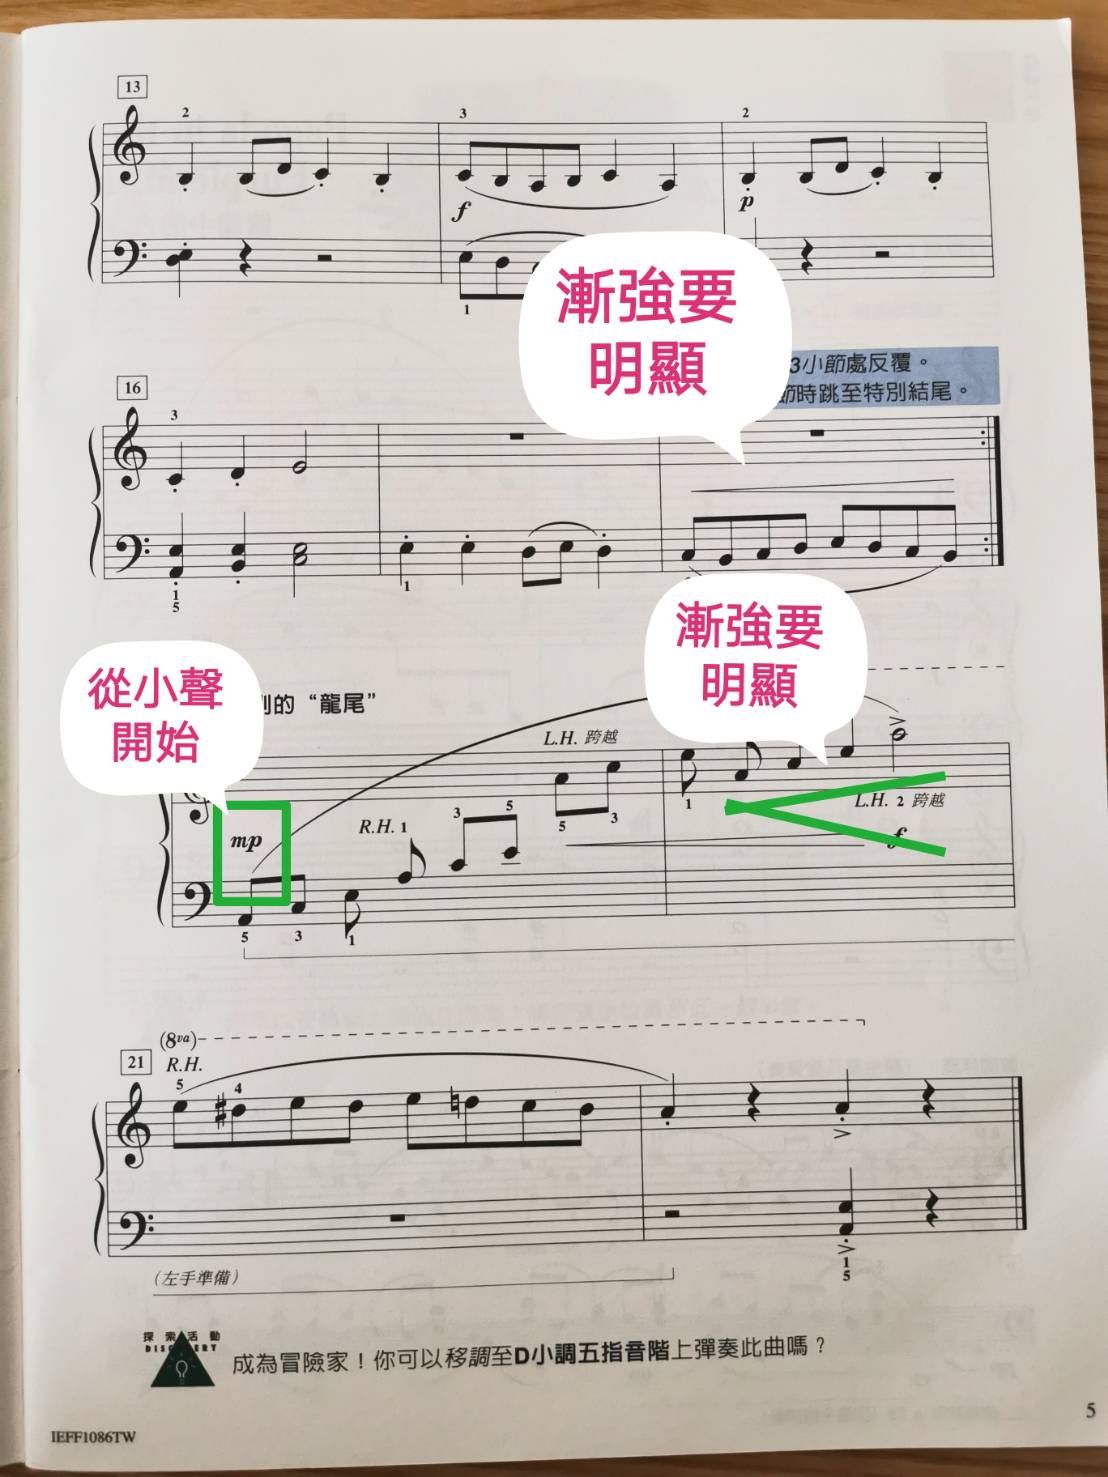 13
2 3 2
f p
1
漸強要
明顯
3小節處反覆。
節時跳至特別結尾。
16
3
1
5
1
漸強要
明顯
從小聲
開始
別的“龍尾”
L.H. 跨越
mp
R.H. 1 3 5
5 3
1
L.H. 2 跨越
f
5 3 1
(8va)
21
R.H.
5 4
(左手準備)
1
5
探索活動
成為冒險家！你可以移調至D小調五指音階上彈奏此曲嗎？
5
IEFF1086TW